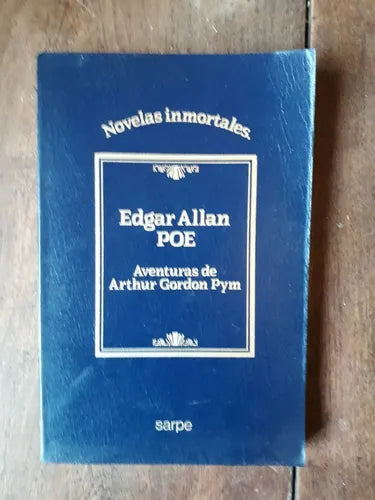 Novelas inmortales.
Edgar Allan
POE
Aventuras de
Arthur Gordon Pym
sarpe